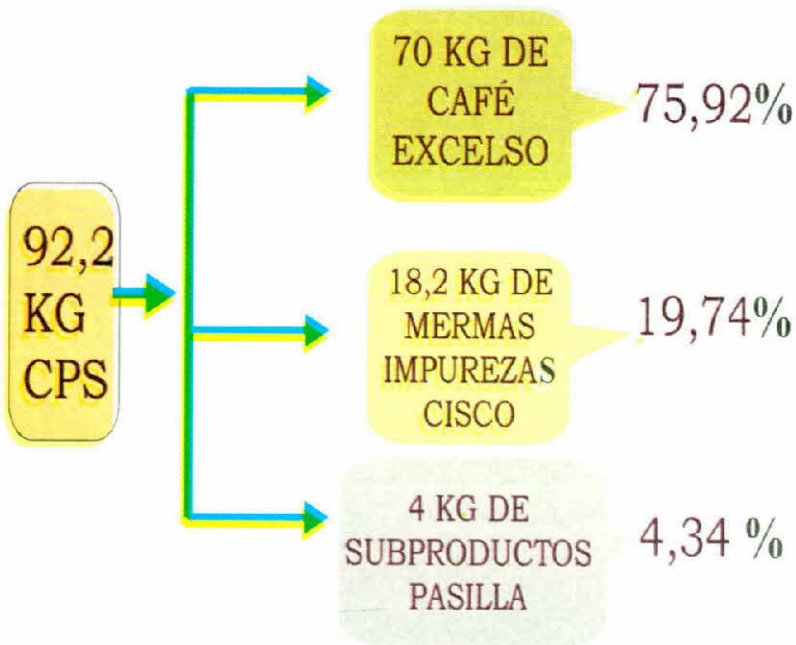 92,2
KG
CPS
70 KG DE
CAFÉ
EXCELSO
75,92%
18,2 KG DE
MERMAS
IMPUREZAS
CISCO
19,74%
4 KG DE
SUBPRODUCTOS
PASILLA
4,34 %